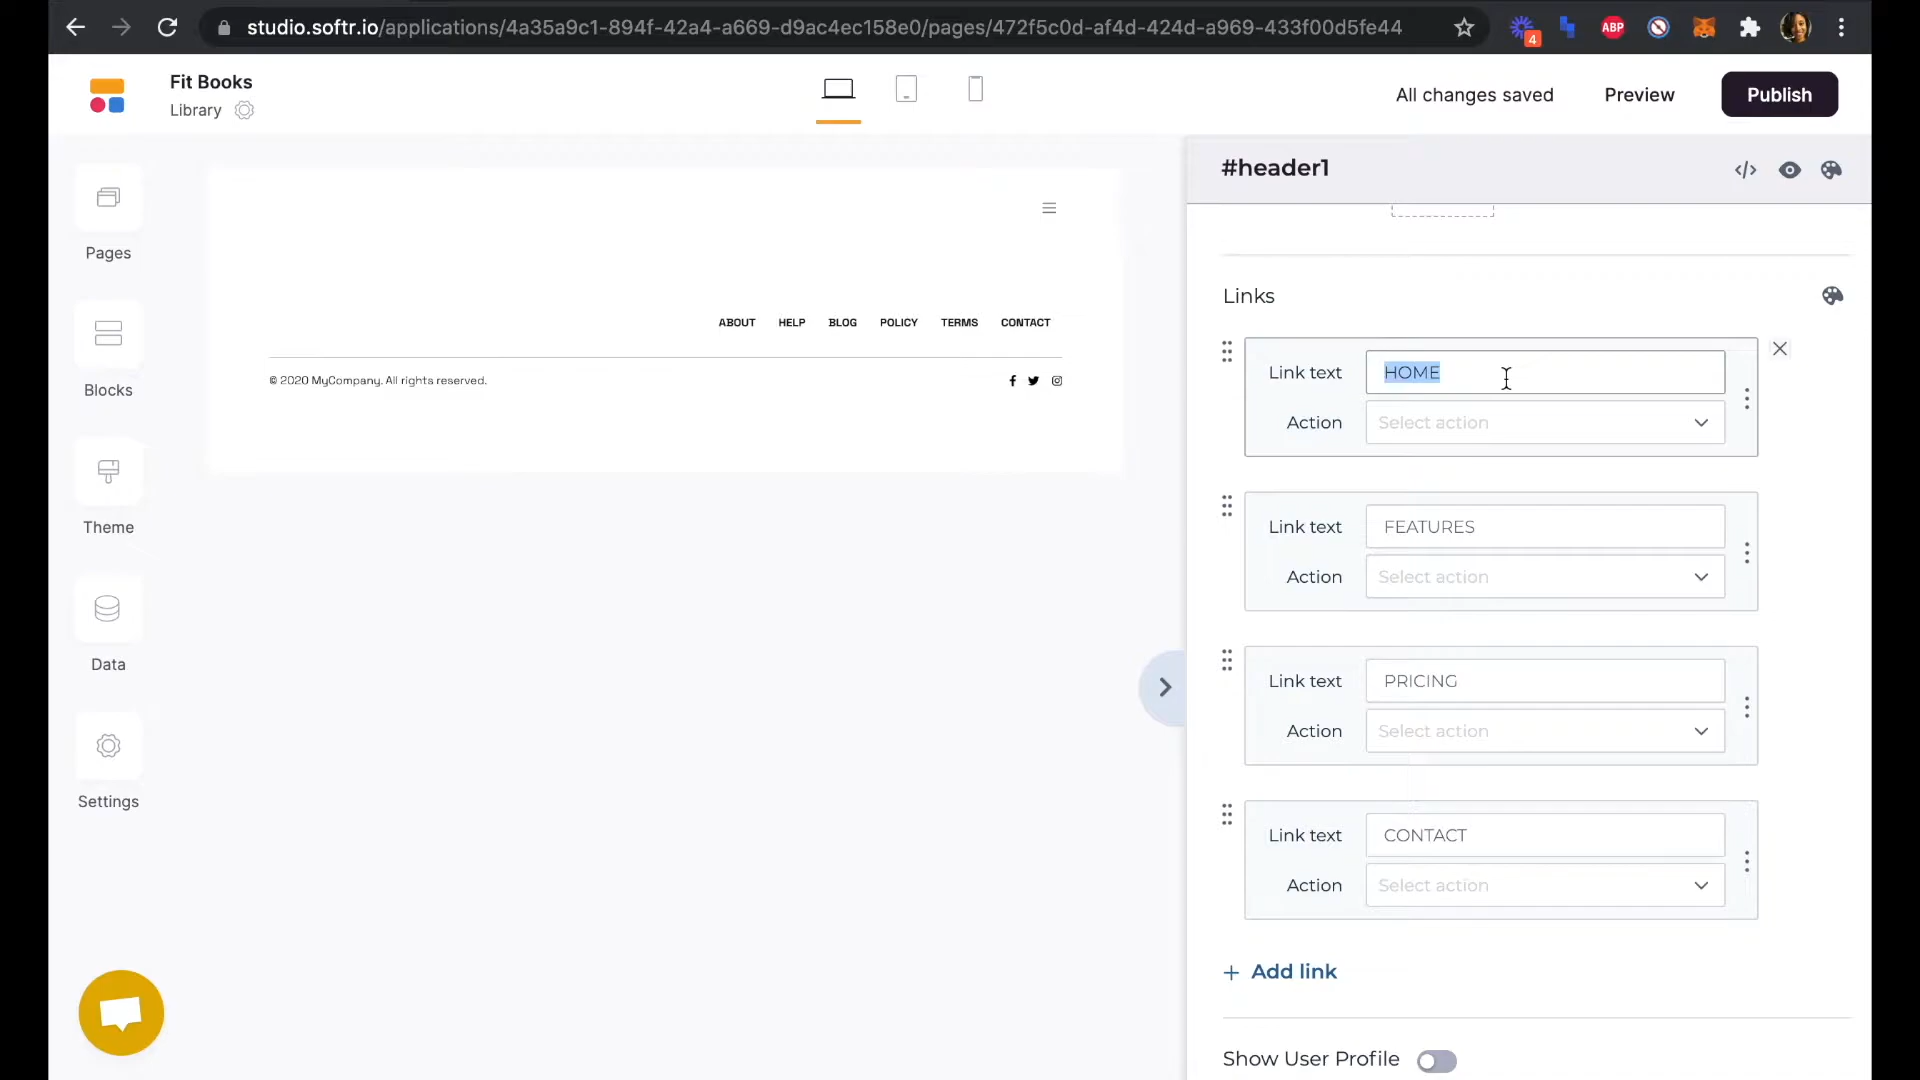 studio.softr.io/applications/4a35a9c1-894f-42a4-a669-d9ac4ec158e0/pages/472f5c0d-af4d-424d-a969-433f00d5fe44
4
ABP
Fit Books
Library
All changes saved
Preview
Publish
#header1
Pages
Blocks
Theme
Data
Settings
ABOUT HELP BLOG POLICY TERMS CONTACT
© 2020 MyCompany. All rights reserved.
Links
Link text HOME
Action Select action
Link text FEATURES
Action Select action
Link text PRICING
Action Select action
Link text CONTACT
Action Select action
+ Add link
Show User Profile